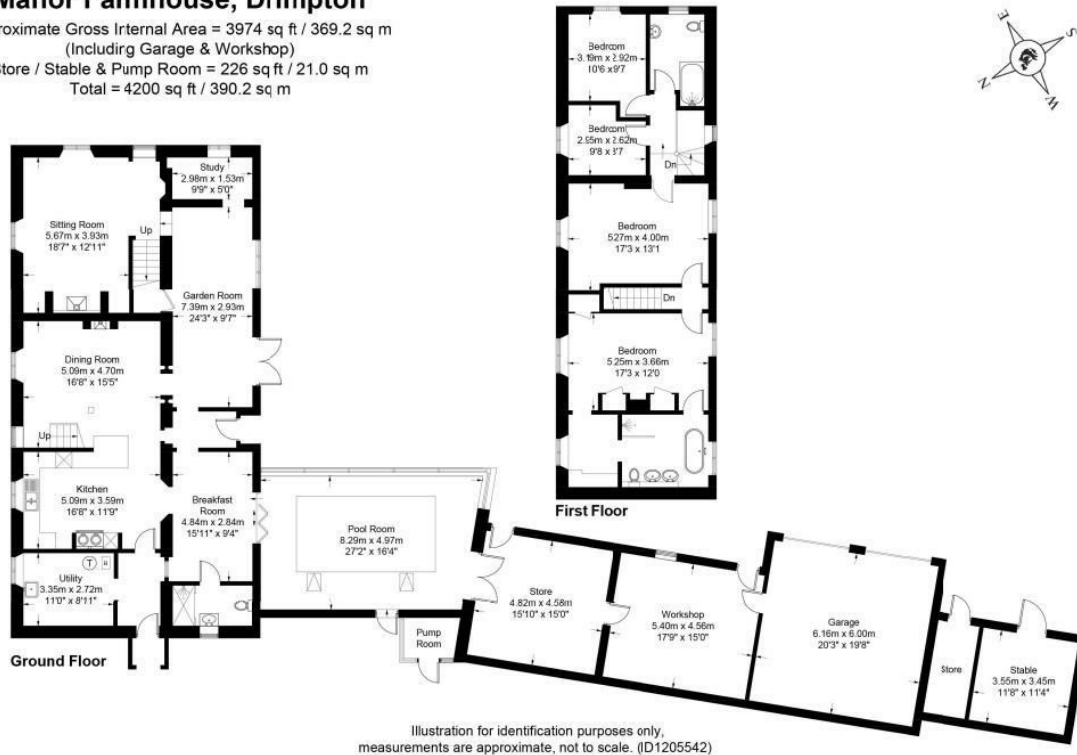 Manor Farmhouse, Drimpton
roximate Gross Internal Area = 3974 sq ft / 369.2 sq m
(Including Garage & Workshop)
Store / Stable & Pump Room = 226 sq ft / 21.0 sq m
Total = 4200 sq ft / 390.2 sq m
E
S
N
W
Bedroom
3.19m x 2.92m
10'6 x 9'7
Bedroom
2.95m x 2.62m
9'8 x 8'7
Dn
Bedroom
5.27m x 4.00m
17'3 x 13'1
Dn
Bedroom
5.25m x 3.66m
17'3 x 12'0
First Floor
Study
2.98m x 1.53m
9'9" x 5'0"
Sitting Room
5.67m x 3.93m
18'7" x 12'11"
Up
Garden Room
7.39m x 2.93m
24'3" x 9'7"
Dining Room
5.09m x 4.70m
16'8" x 15'5"
Up
Kitchen
5.09m x 3.59m
16'8" x 11'9"
Breakfast
Room
4.84m x 2.84m
15'11" x 9'4"
Utility
3.35m x 2.72m
11'0" x 8'11"
T
Ground Floor
Pool Room
8.29m x 4.97m
27'2" x 16'4"
Pump
Room
Store
4.82m x 4.58m
15'10" x 15'0"
Workshop
5.40m x 4.56m
17'9" x 15'0"
Garage
6.16m x 6.00m
20'3" x 19'8"
Store
Stable
3.55m x 3.45m
11'8" x 11'4"
Illustration for identification purposes only,
measurements are approximate, not to scale. (ID1205542)